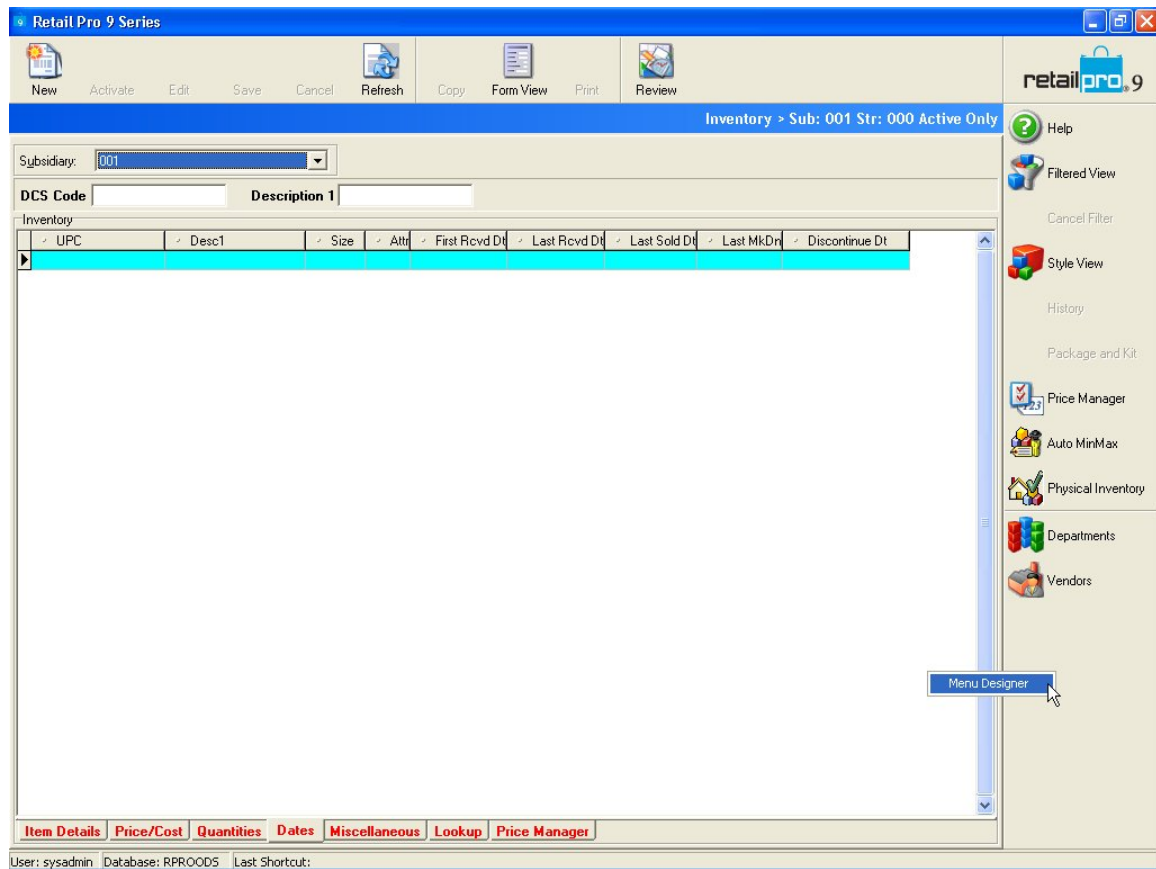 9 Retail Pro 9 Series
New Activate Edit Save Cancel Refresh Copy Form View Print Review
retailpro®9
Inventory > Sub: 001 Str: 000 Active Only
Subsidiary: 001
DCS Code Description 1
Inventory
UPC Desc1 Size Attr First Rcvd Dt Last Rcvd Dt Last Sold Dt Last MkDn Discontinue Dt
Help
Filtered View
Cancel Filter
Style View
History
Package and Kit
123
Price Manager
Auto MinMax
Physical Inventory
Departments
Vendors
Menu Designer
Item Details Price/Cost Quantities Dates Miscellaneous Lookup Price Manager
User: sysadmin Database: RPROODS Last Shortcut: